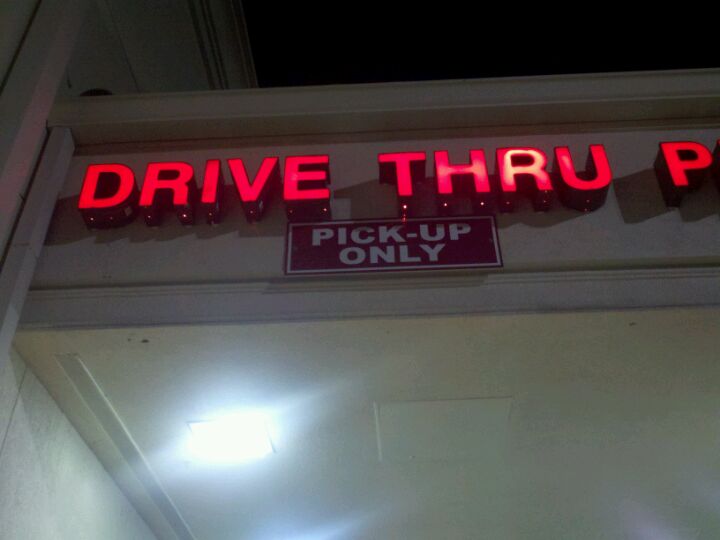 DRIVE THRU P
PICK-UP
ONLY